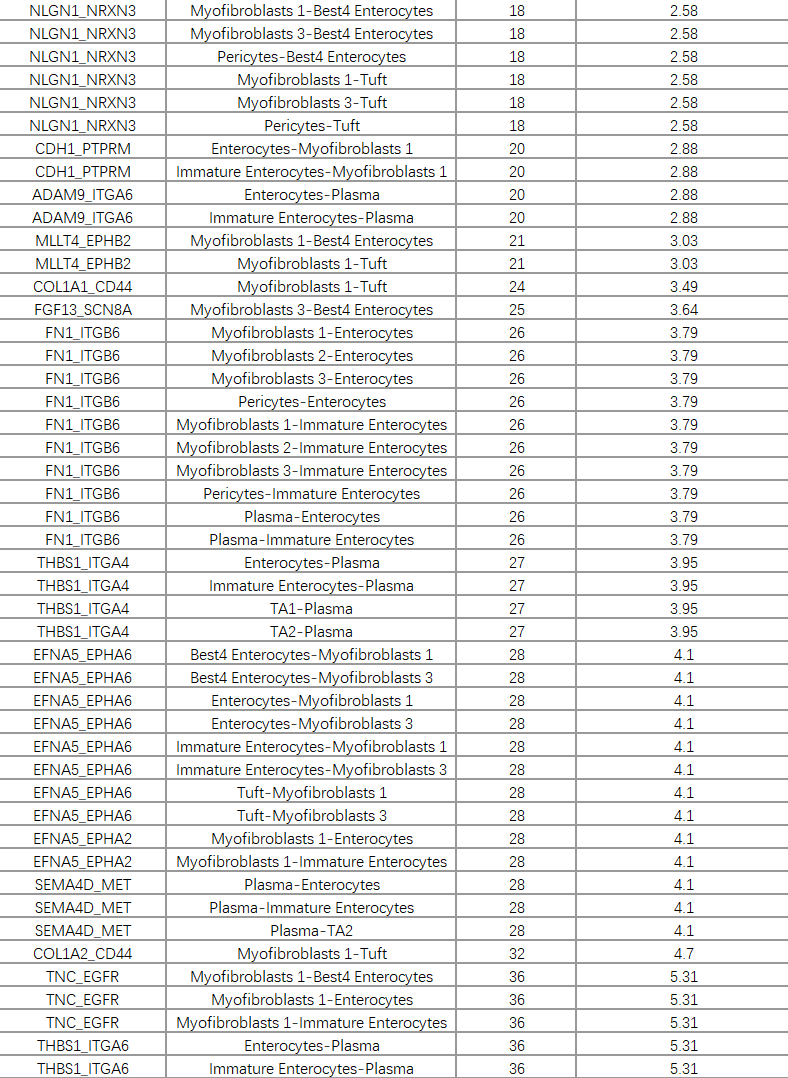 NLGN1_NRXN3 Myofibroblasts 1-Best4 Enterocytes 18 2.58
NLGN1_NRXN3 Myofibroblasts 3-Best4 Enterocytes 18 2.58
NLGN1_NRXN3 Pericytes-Best4 Enterocytes 18 2.58
NLGN1_NRXN3 Myofibroblasts 1-Tuft 18 2.58
NLGN1_NRXN3 Myofibroblasts 3-Tuft 18 2.58
NLGN1_NRXN3 Pericytes-Tuft 18 2.58
CDH1_PTPRM Enterocytes-Myofibroblasts 1 20 2.88
CDH1_PTPRM Immature Enterocytes-Myofibroblasts 1 20 2.88
ADAM9_ITGA6 Enterocytes-Plasma 20 2.88
ADAM9_ITGA6 Immature Enterocytes-Plasma 20 2.88
MLLT4_EPHB2 Myofibroblasts 1-Best4 Enterocytes 21 3.03
MLLT4_EPHB2 Myofibroblasts 1-Tuft 21 3.03
COL1A1_CD44 Myofibroblasts 1-Tuft 24 3.49
FGF13_SCN8A Myofibroblasts 3-Best4 Enterocytes 25 3.64
FN1_ITGB6 Myofibroblasts 1-Enterocytes 26 3.79
FN1_ITGB6 Myofibroblasts 2-Enterocytes 26 3.79
FN1_ITGB6 Myofibroblasts 3-Enterocytes 26 3.79
FN1_ITGB6 Pericytes-Enterocytes 26 3.79
FN1_ITGB6 Myofibroblasts 1-Immature Enterocytes 26 3.79
FN1_ITGB6 Myofibroblasts 2-Immature Enterocytes 26 3.79
FN1_ITGB6 Myofibroblasts 3-Immature Enterocytes 26 3.79
FN1_ITGB6 Pericytes-Immature Enterocytes 26 3.79
FN1_ITGB6 Plasma-Enterocytes 26 3.79
FN1_ITGB6 Plasma-Immature Enterocytes 26 3.79
THBS1_ITGA4 Enterocytes-Plasma 27 3.95
THBS1_ITGA4 Immature Enterocytes-Plasma 27 3.95
THBS1_ITGA4 TA1-Plasma 27 3.95
THBS1_ITGA4 TA2-Plasma 27 3.95
EFNA5_EPHA6 Best4 Enterocytes-Myofibroblasts 1 28 4.1
EFNA5_EPHA6 Best4 Enterocytes-Myofibroblasts 3 28 4.1
EFNA5_EPHA6 Enterocytes-Myofibroblasts 1 28 4.1
EFNA5_EPHA6 Enterocytes-Myofibroblasts 3 28 4.1
EFNA5_EPHA6 Immature Enterocytes-Myofibroblasts 1 28 4.1
EFNA5_EPHA6 Immature Enterocytes-Myofibroblasts 3 28 4.1
EFNA5_EPHA6 Tuft-Myofibroblasts 1 28 4.1
EFNA5_EPHA6 Tuft-Myofibroblasts 3 28 4.1
EFNA5_EPHA2 Myofibroblasts 1-Enterocytes 28 4.1
EFNA5_EPHA2 Myofibroblasts 1-Immature Enterocytes 28 4.1
SEMA4D_MET Plasma-Enterocytes 28 4.1
SEMA4D_MET Plasma-Immature Enterocytes 28 4.1
SEMA4D_MET Plasma-TA2 28 4.1
COL1A2_CD44 Myofibroblasts 1-Tuft 32 4.7
TNC_EGFR Myofibroblasts 1-Best4 Enterocytes 36 5.31
TNC_EGFR Myofibroblasts 1-Enterocytes 36 5.31
TNC_EGFR Myofibroblasts 1-Immature Enterocytes 36 5.31
THBS1_ITGA6 Enterocytes-Plasma 36 5.31
THBS1_ITGA6 Immature Enterocytes-Plasma 36 5.31